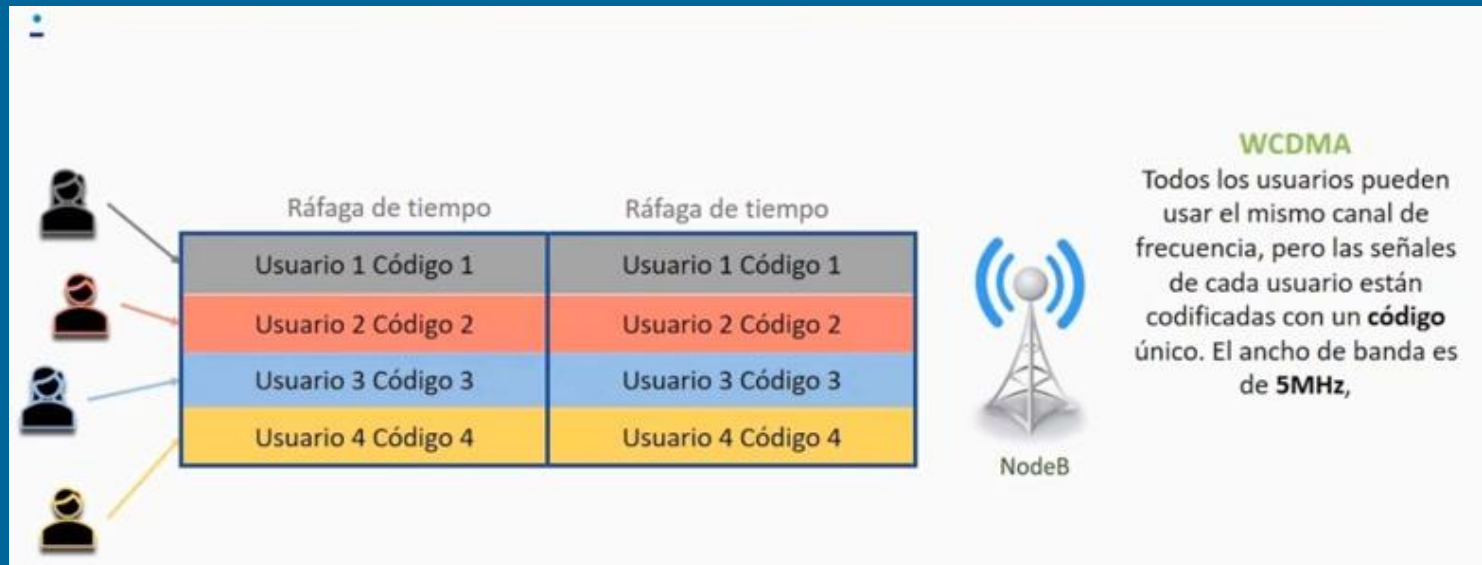 Ráfaga de tiempo
Ráfaga de tiempo
Usuario 1 Código 1
Usuario 1 Código 1
Usuario 2 Código 2
Usuario 2 Código 2
Usuario 3 Código 3
Usuario 3 Código 3
Usuario 4 Código 4
Usuario 4 Código 4
NodeB
WCDMA
Todos los usuarios pueden
usar el mismo canal de
frecuencia, pero las señales
de cada usuario están
codificadas con un código
único. El ancho de banda es
de 5MHz,